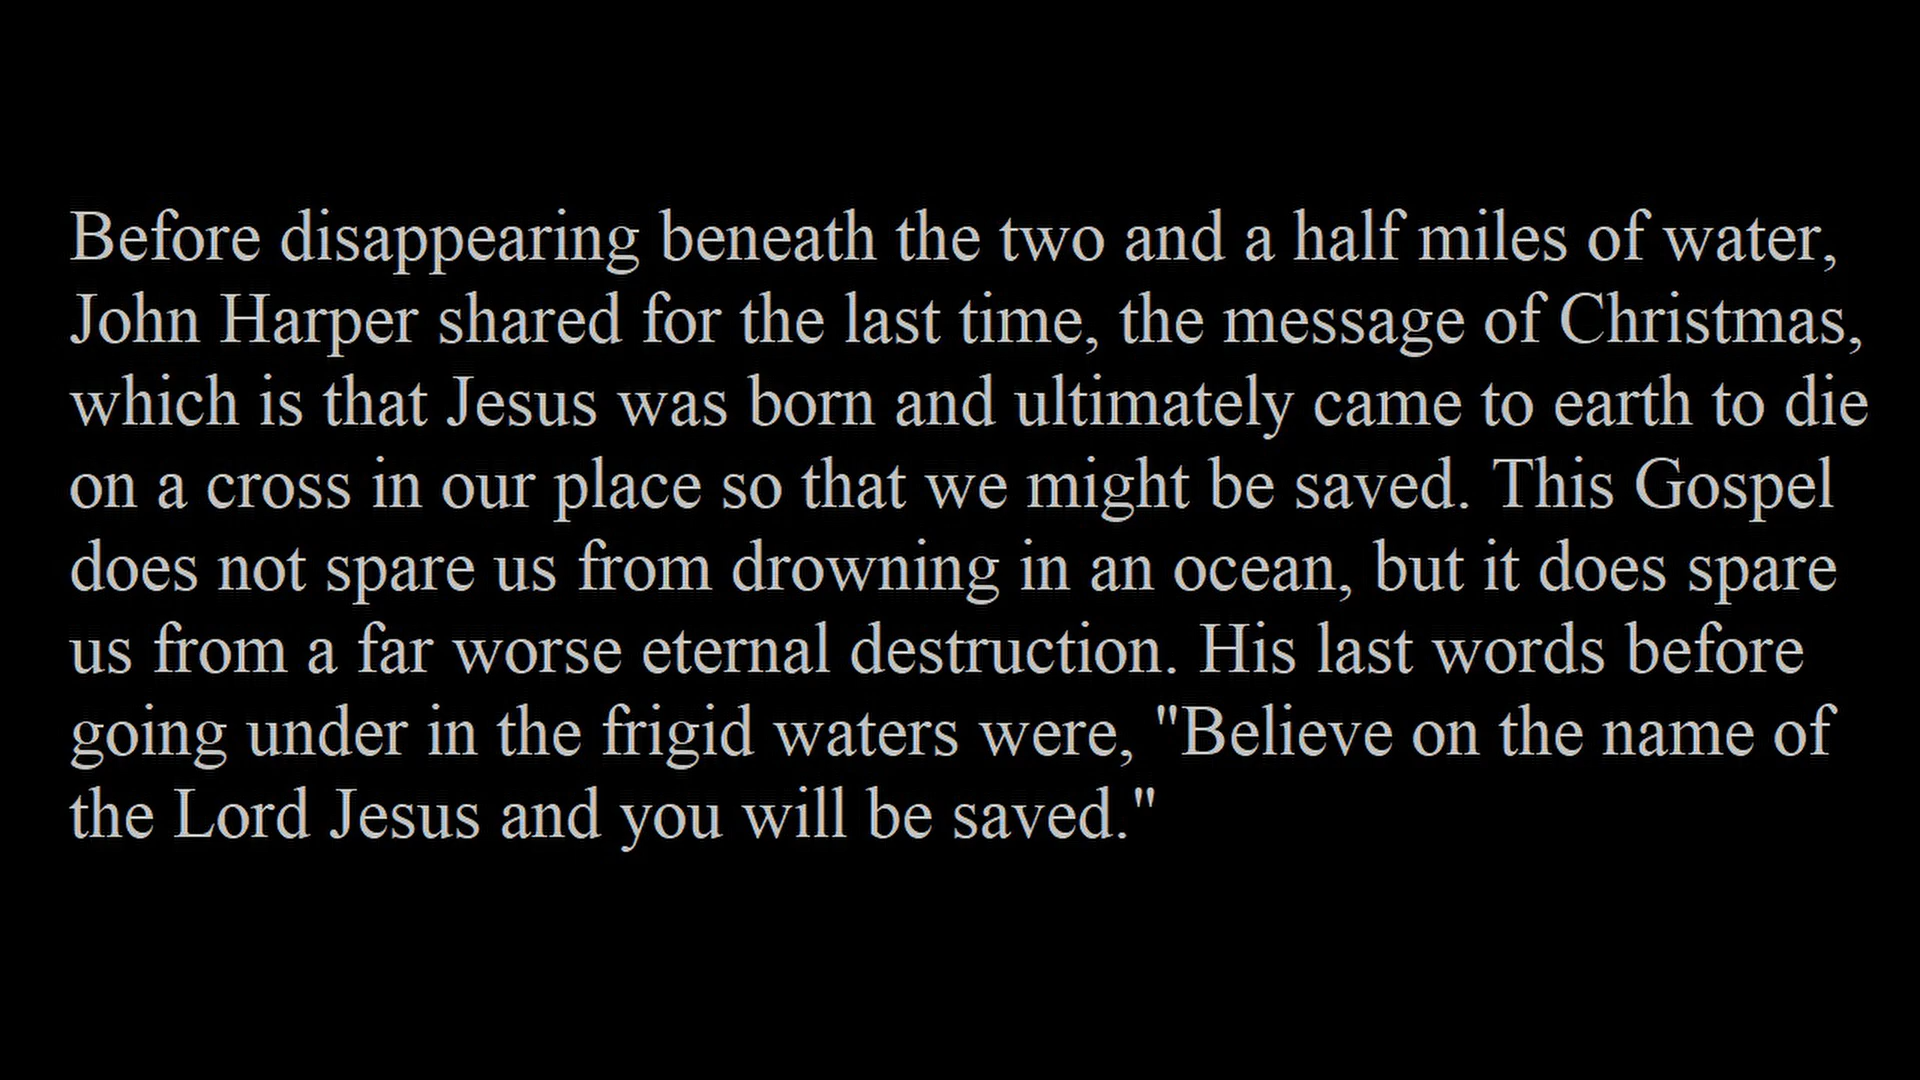 Before disappearing beneath the two and a half miles of water,
John Harper shared for the last time, the message of Christmas,
which is that Jesus was born and ultimately came to earth to die
on a cross in our place so that we might be saved. This Gospel
does not spare us from drowning in an ocean, but it does spare
us from a far worse eternal destruction. His last words before
going under in the frigid waters were, "Believe on the name of
the Lord Jesus and you will be saved."